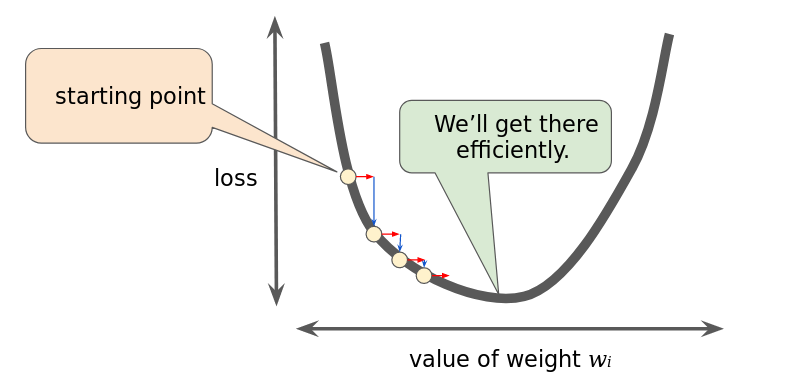 starting point
We’ll get there
efficiently.
loss
value of weight wᵢ